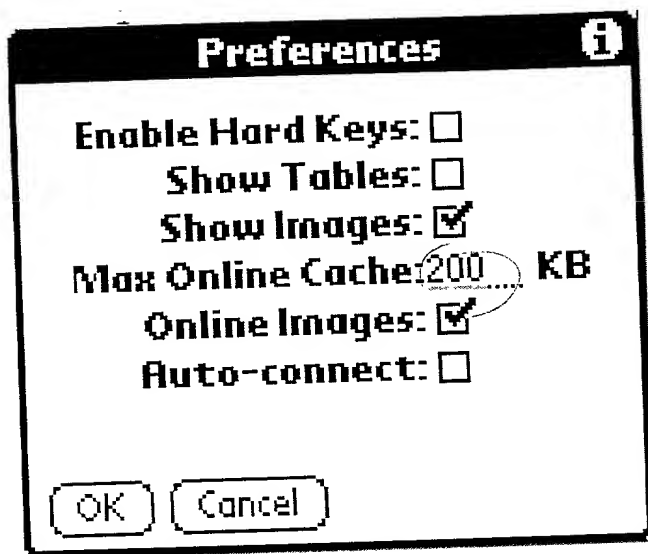 Preferences i
Enable Hard Keys:
Show Tables:
Show Images:
Max Online Cache: 200 KB
Online Images:
Auto-connect:
OK Cancel